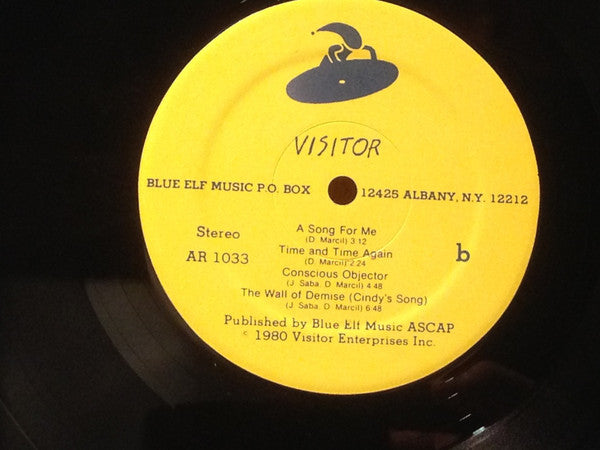 VISITOR
BLUE ELF MUSIC P.O. BOX 12425 ALBANY, N.Y. 12212
Stereo
AR 1033
b
A Song For Me
(D. Marcil) 3:12
Time and Time Again
(D. Marcil) 2:24
Conscious Objector
(J. Saba. D. Marcil) 4:48
The Wall of Demise (Cindy's Song)
(J. Saba. D. Marcil) 6:48
Published by Blue Elf Music ASCAP
© 1980 Visitor Enterprises Inc.